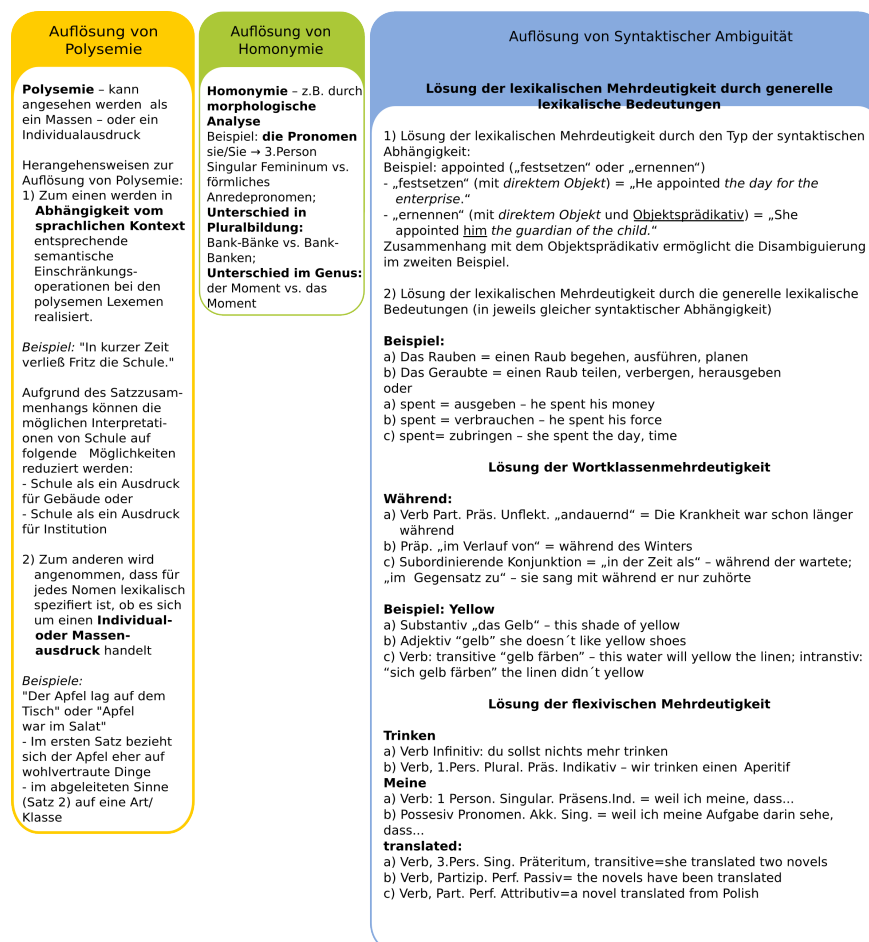 Auflösung von
Polysemie
Polysemie – kann
angesehen werden  als
ein Massen – oder ein
Individualausdruck
Herangehensweisen zur
Auflösung von Polysemie:
1) Zum einen werden in
Abhängigkeit vom
sprachlichen Kontext
entsprechende
semantische
Einschränkungs-
operationen bei den
polysemen Lexemen
realisiert.
Beispiel: "In kurzer Zeit
verließ Fritz die Schule."
Aufgrund des Satzzusam-
menhangs können die
möglichen Interpretati-
onen von Schule auf
folgende   Möglichkeiten
reduziert werden:
- Schule als ein Ausdruck
für Gebäude oder
- Schule als ein Ausdruck
für Institution
2) Zum anderen wird
angenommen, dass für
jedes Nomen lexikalisch
spezifiert ist, ob es sich
um einen Individual-
oder Massen-
ausdruck handelt
Beispiele:
"Der Apfel lag auf dem
Tisch" oder "Apfel
war im Salat"
- Im ersten Satz bezieht
sich der Apfel eher auf
wohlvertraute Dinge
- im abgeleiteten Sinne
(Satz 2) auf eine Art/
Klasse
Auflösung von
Homonymie
Homonymie – z.B. durch
morphologische
Analyse
Beispiel: die Pronomen
sie/Sie → 3.Person
Singular Femininum vs.
förmliches
Anredepronomen;
Unterschied in
Pluralbildung:
Bank-Bänke vs. Bank-
Banken;
Unterschied im Genus:
der Moment vs. das
Moment
Auflösung von Syntaktischer Ambiguität
Lösung der lexikalischen Mehrdeutigkeit durch generelle
lexikalische Bedeutungen
1) Lösung der lexikalischen Mehrdeutigkeit durch den Typ der syntaktischen
Abhängigkeit:
Beispiel: appointed („festsetzen“ oder „ernennen“)
- „festsetzen“ (mit direktem Objekt) = „He appointed the day for the
enterprise.“
- „ernennen“ (mit direktem Objekt und Objektsprädikativ) = „She
appointed him the guardian of the child.“
Zusammenhang mit dem Objektsprädikativ ermöglicht die Disambiguierung
im zweiten Beispiel.
2) Lösung der lexikalischen Mehrdeutigkeit durch die generelle lexikalische
Bedeutungen (in jeweils gleicher syntaktischer Abhängigkeit)
Beispiel:
a) Das Rauben = einen Raub begehen, ausführen, planen
b) Das Geraubte = einen Raub teilen, verbergen, herausgeben
oder
a) spent = ausgeben – he spent his money
b) spent = verbrauchen – he spent his force
c) spent= zubringen – she spent the day, time
Lösung der Wortklassenmehrdeutigkeit
Während:
a) Verb Part. Präs. Unflekt. „andauernd“ = Die Krankheit war schon länger
während
b) Präp. „im Verlauf von“ = während des Winters
c) Subordinierende Konjunktion = „in der Zeit als“ – während der wartete;
„im  Gegensatz zu“ – sie sang mit während er nur zuhörte
Beispiel: Yellow
a) Substantiv „das Gelb“ – this shade of yellow
b) Adjektiv “gelb” she doesn´t like yellow shoes
c) Verb: transitive “gelb färben” – this water will yellow the linen; intranstiv:
“sich gelb färben” the linen didn´t yellow
Lösung der flexivischen Mehrdeutigkeit
Trinken
a) Verb Infinitiv: du sollst nichts mehr trinken
b) Verb, 1.Pers. Plural. Präs. Indikativ – wir trinken einen  Aperitif
Meine
a) Verb: 1 Person. Singular. Präsens.Ind. = weil ich meine, dass...
b) Possesiv Pronomen. Akk. Sing. = weil ich meine Aufgabe darin sehe,
dass...
translated:
a) Verb, 3.Pers. Sing. Präteritum, transitive=she translated two novels
b) Verb, Partizip. Perf. Passiv= the novels have been translated
c) Verb, Part. Perf. Attributiv=a novel translated from Polish